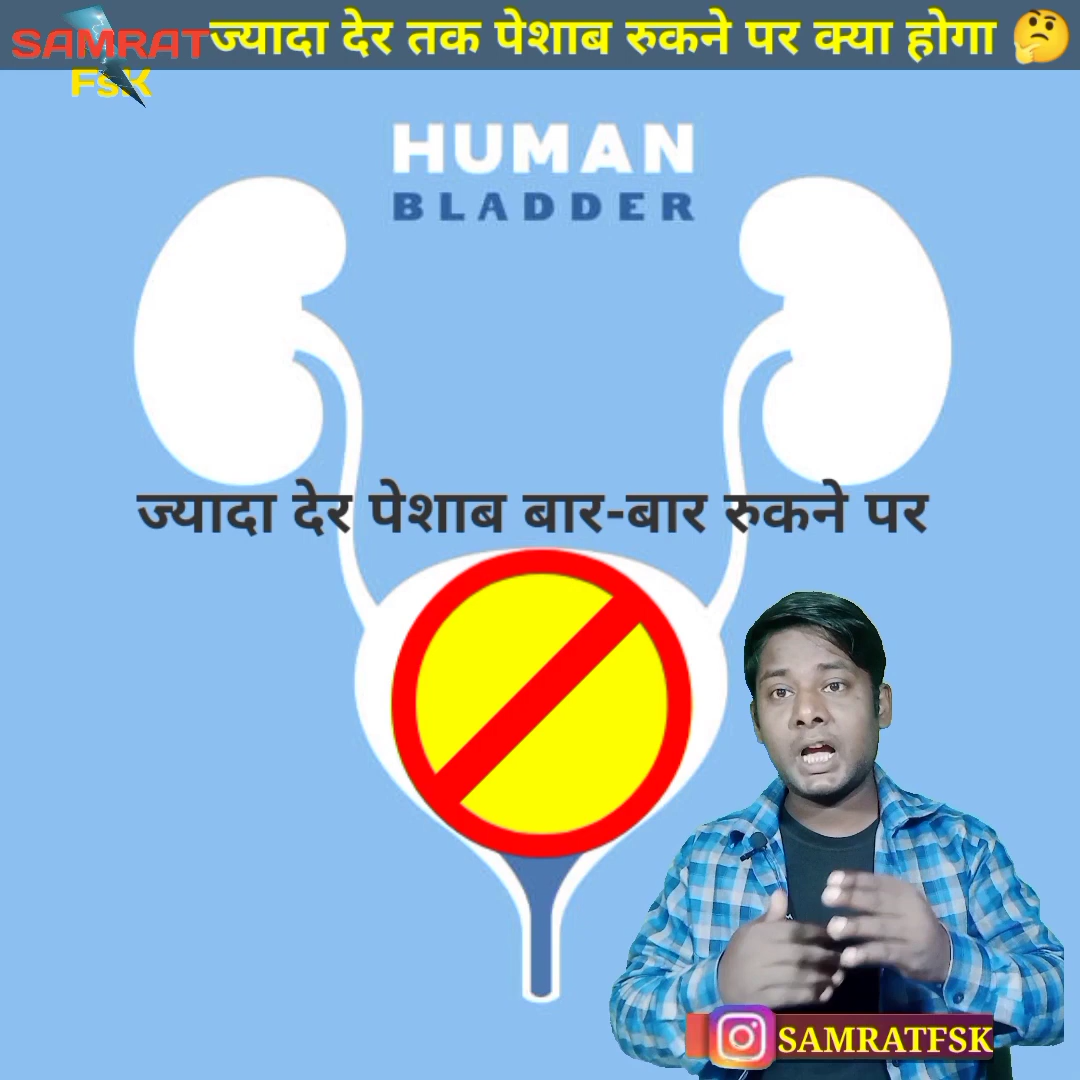 SAMRAT ज्यादा देर तक पेशाब रुकने पर क्या होगा 🤔
FsK
HUMAN
BLADDER
ज्यादा देर पेशाब बार-बार रुकने पर
SAMRATFSK